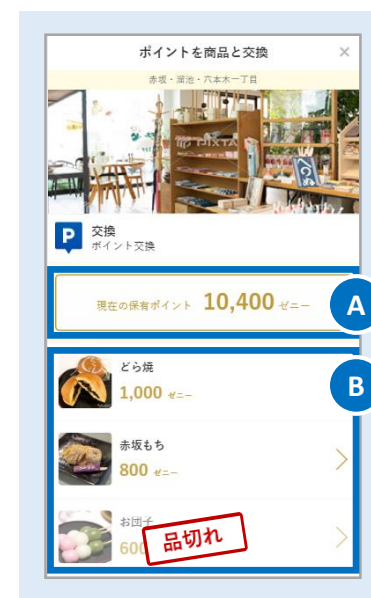 ポイントを商品と交換 ×
赤坂・溜池・六本木一丁目
PIXTA
P
交換
ポイント交換
現在の保有ポイント 10,400 ゼニー
A
どら焼
1,000 ゼニー
B
赤坂もち
800 ゼニー
お団子
600
品切れ